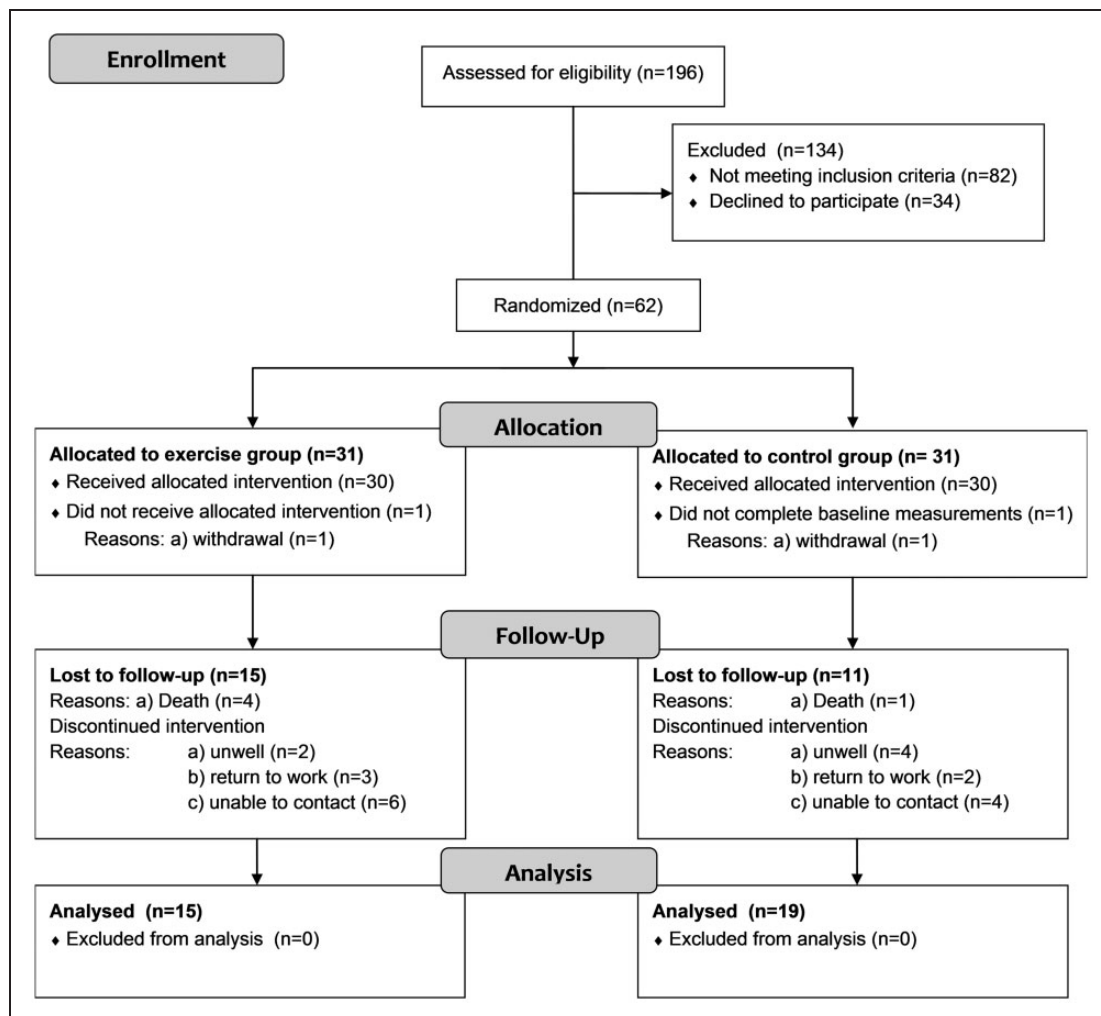 Enrollment
Assessed for eligibility (n=196)
Excluded (n=134)
♦ Not meeting inclusion criteria (n=82)
♦ Declined to participate (n=34)
Randomized (n=62)
Allocation
Allocated to exercise group (n=31)
♦ Received allocated intervention (n=30)
♦ Did not receive allocated intervention (n=1)
Reasons: a) withdrawal (n=1)
Allocated to control group (n= 31)
♦ Received allocated intervention (n=30)
♦ Did not complete baseline measurements (n=1)
Reasons: a) withdrawal (n=1)
Follow-Up
Lost to follow-up (n=15)
Reasons: a) Death (n=4)
Discontinued intervention
Reasons: a) unwell (n=2)
b) return to work (n=3)
c) unable to contact (n=6)
Lost to follow-up (n=11)
Reasons: a) Death (n=1)
Discontinued intervention
Reasons: a) unwell (n=4)
b) return to work (n=2)
c) unable to contact (n=4)
Analysis
Analysed (n=15)
♦ Excluded from analysis (n=0)
Analysed (n=19)
♦ Excluded from analysis (n=0)